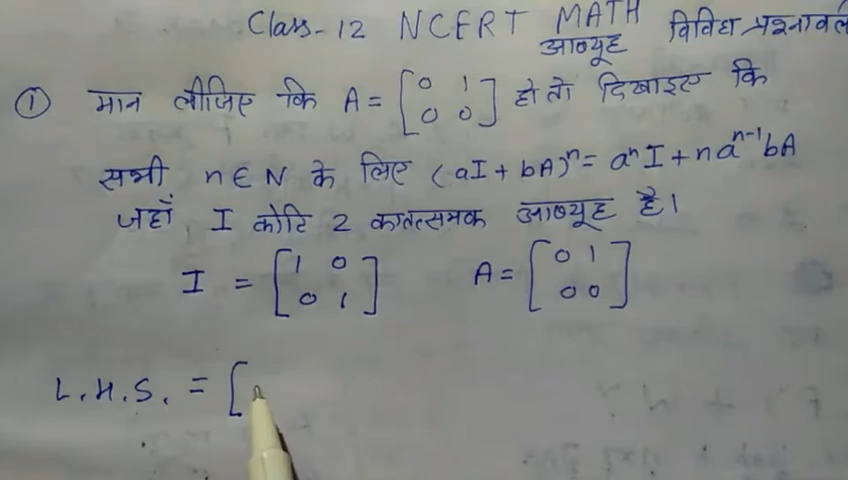 Class-12 NCERT MATH विविध प्रश्नावली
आव्यूह
① मान लीजिए कि A = [0 1 0 0] हो तो दिखाइए कि
सभी n ∈ N के लिए (aI + bA)ⁿ = aⁿI + naⁿ⁻¹bA
जहाँ I कोटि 2 का तत्समक आव्यूह है।
I = [1 0 0 1] A = [0 1 0 0]
L.H.S. = [